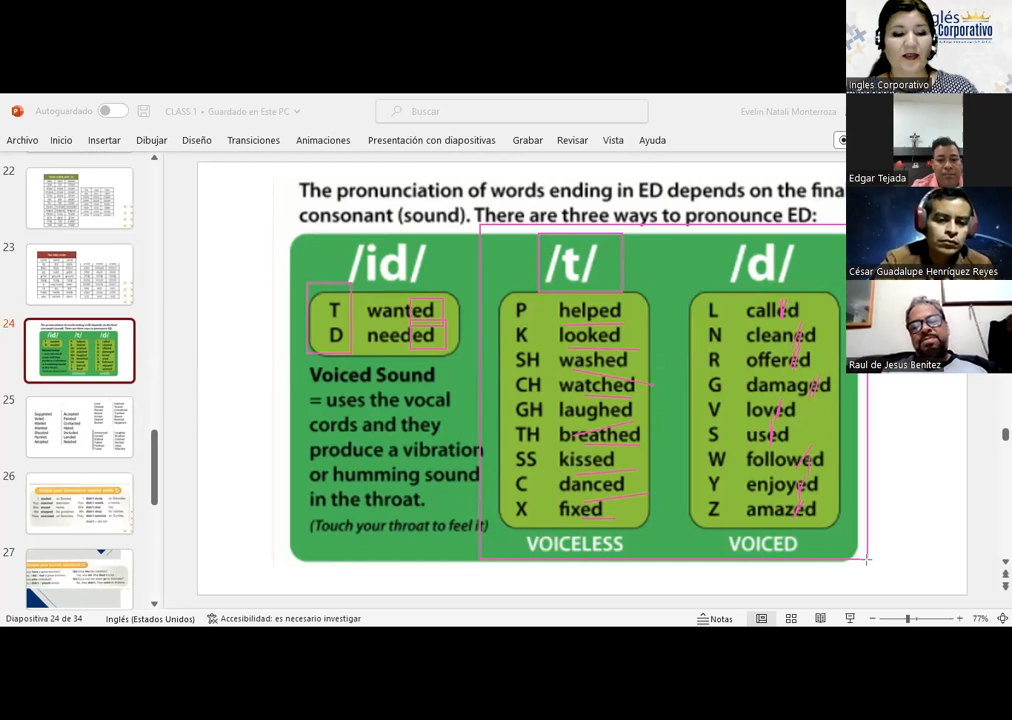 Inglés
Corporativo
Ingles Corporativo
Edgar Tejada
César Guadalupe Henríquez Reyes
Raul de Jesus Benitez
Autoguardado
CLASS 1 • Guardado en Este PC
Buscar
Evelin Natali Monterroza
Archivo Inicio Insertar Dibujar Diseño Transiciones Animaciones Presentación con diapositivas Grabar Revisar Vista Ayuda
22
23
24
25
26
27
The pronunciation of words ending in ED depends on the fina
consonant (sound). There are three ways to pronounce ED:
/id/
T wanted
D needed
Voiced Sound
= uses the vocal
cords and they
produce a vibration
or humming sound
in the throat.
(Touch your throat to feel it)
/t/
P helped
K looked
SH washed
CH watched
GH laughed
TH breathed
SS kissed
C danced
X fixed
VOICELESS
/d/
L called
N cleaned
R offered
G damaged
V loved
S used
W followed
Y enjoyed
Z amazed
VOICED
Diapositiva 24 de 34 Inglés (Estados Unidos) Accesibilidad: es necesario investigar
Notas
77%